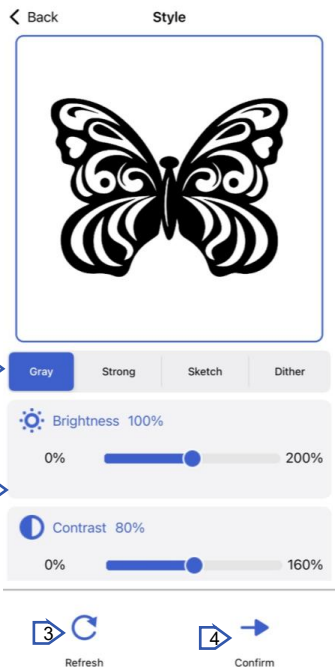 Back Style
Gray Strong Sketch Dither
Brightness 100%
0% 200%
Contrast 80%
0% 160%
3 4
Refresh Confirm